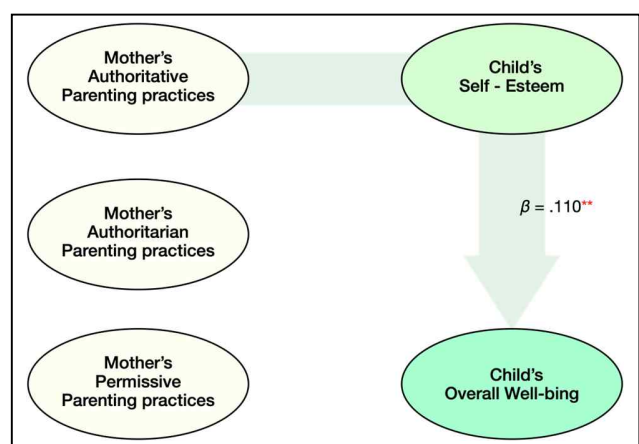 Mother's
Authoritative
Parenting practices
Child's
Self - Esteem
β = .110**
Mother's
Authoritarian
Parenting practices
Mother's
Permissive
Parenting practices
Child's
Overall Well-bing